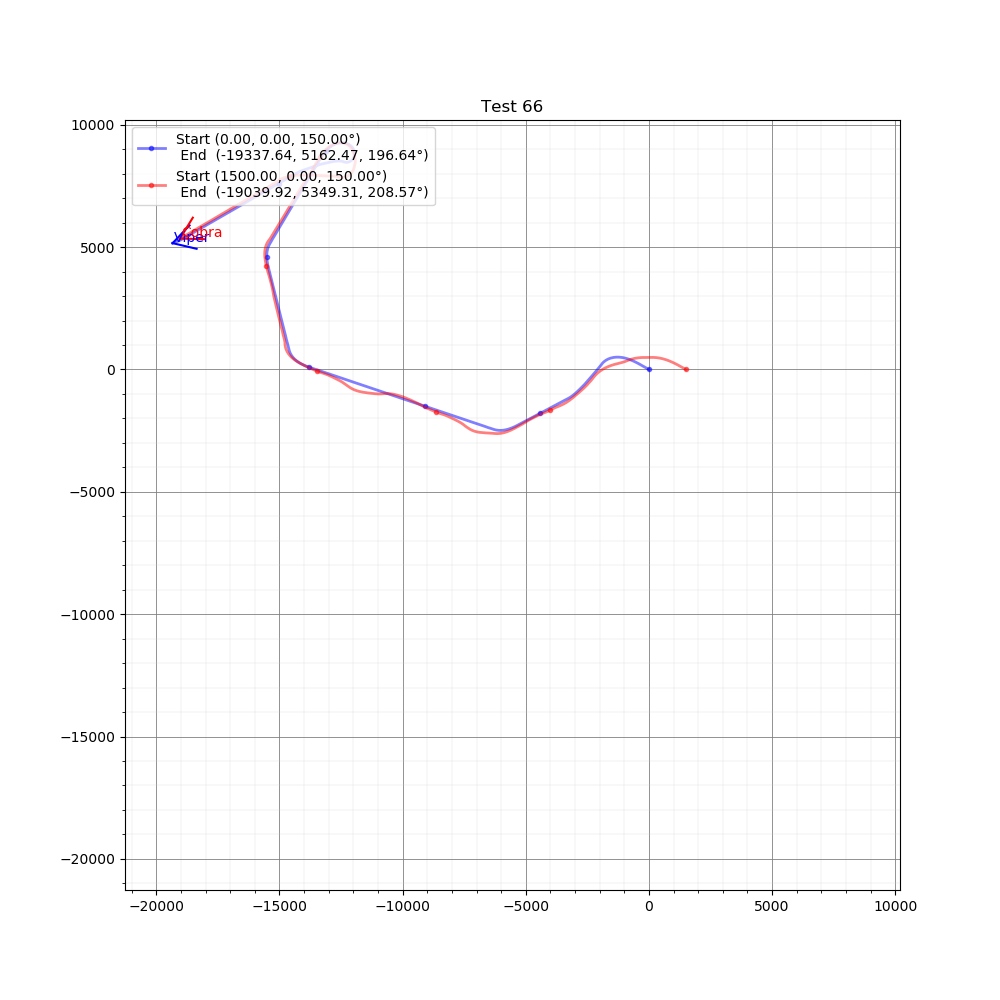 Test 66
10000
5000
0
−5000
−10000
−15000
−20000
Start (0.00, 0.00, 150.00°)
End (-19337.64, 5162.47, 196.64°)
Start (1500.00, 0.00, 150.00°)
End (-19039.92, 5349.31, 208.57°)
Viper
−20000 −15000 −10000 −5000 0 5000 10000